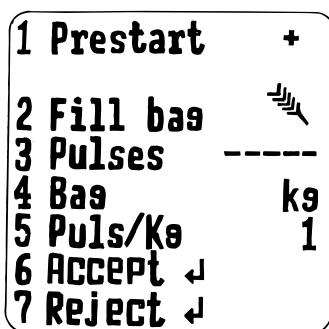 1 Prestart +
2 Fill bag
3 Pulses -----
4 Bag kg
5 Puls/Kg 1
6 Accept ↲
7 Reject ↲